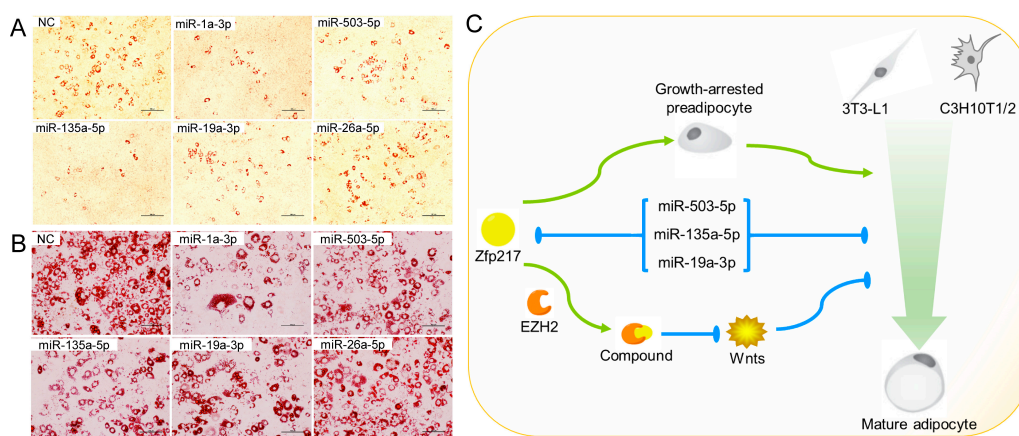 A
NC
miR-1a-3p
miR-503-5p
miR-135a-5p
miR-19a-3p
miR-26a-5p
B
NC
miR-1a-3p
miR-503-5p
miR-135a-5p
miR-19a-3p
miR-26a-5p
C
Growth-arrested
preadipocyte
3T3-L1
C3H10T1/2
miR-503-5p
miR-135a-5p
miR-19a-3p
Zfp217
EZH2
Compound
Wnts
Mature adipocyte